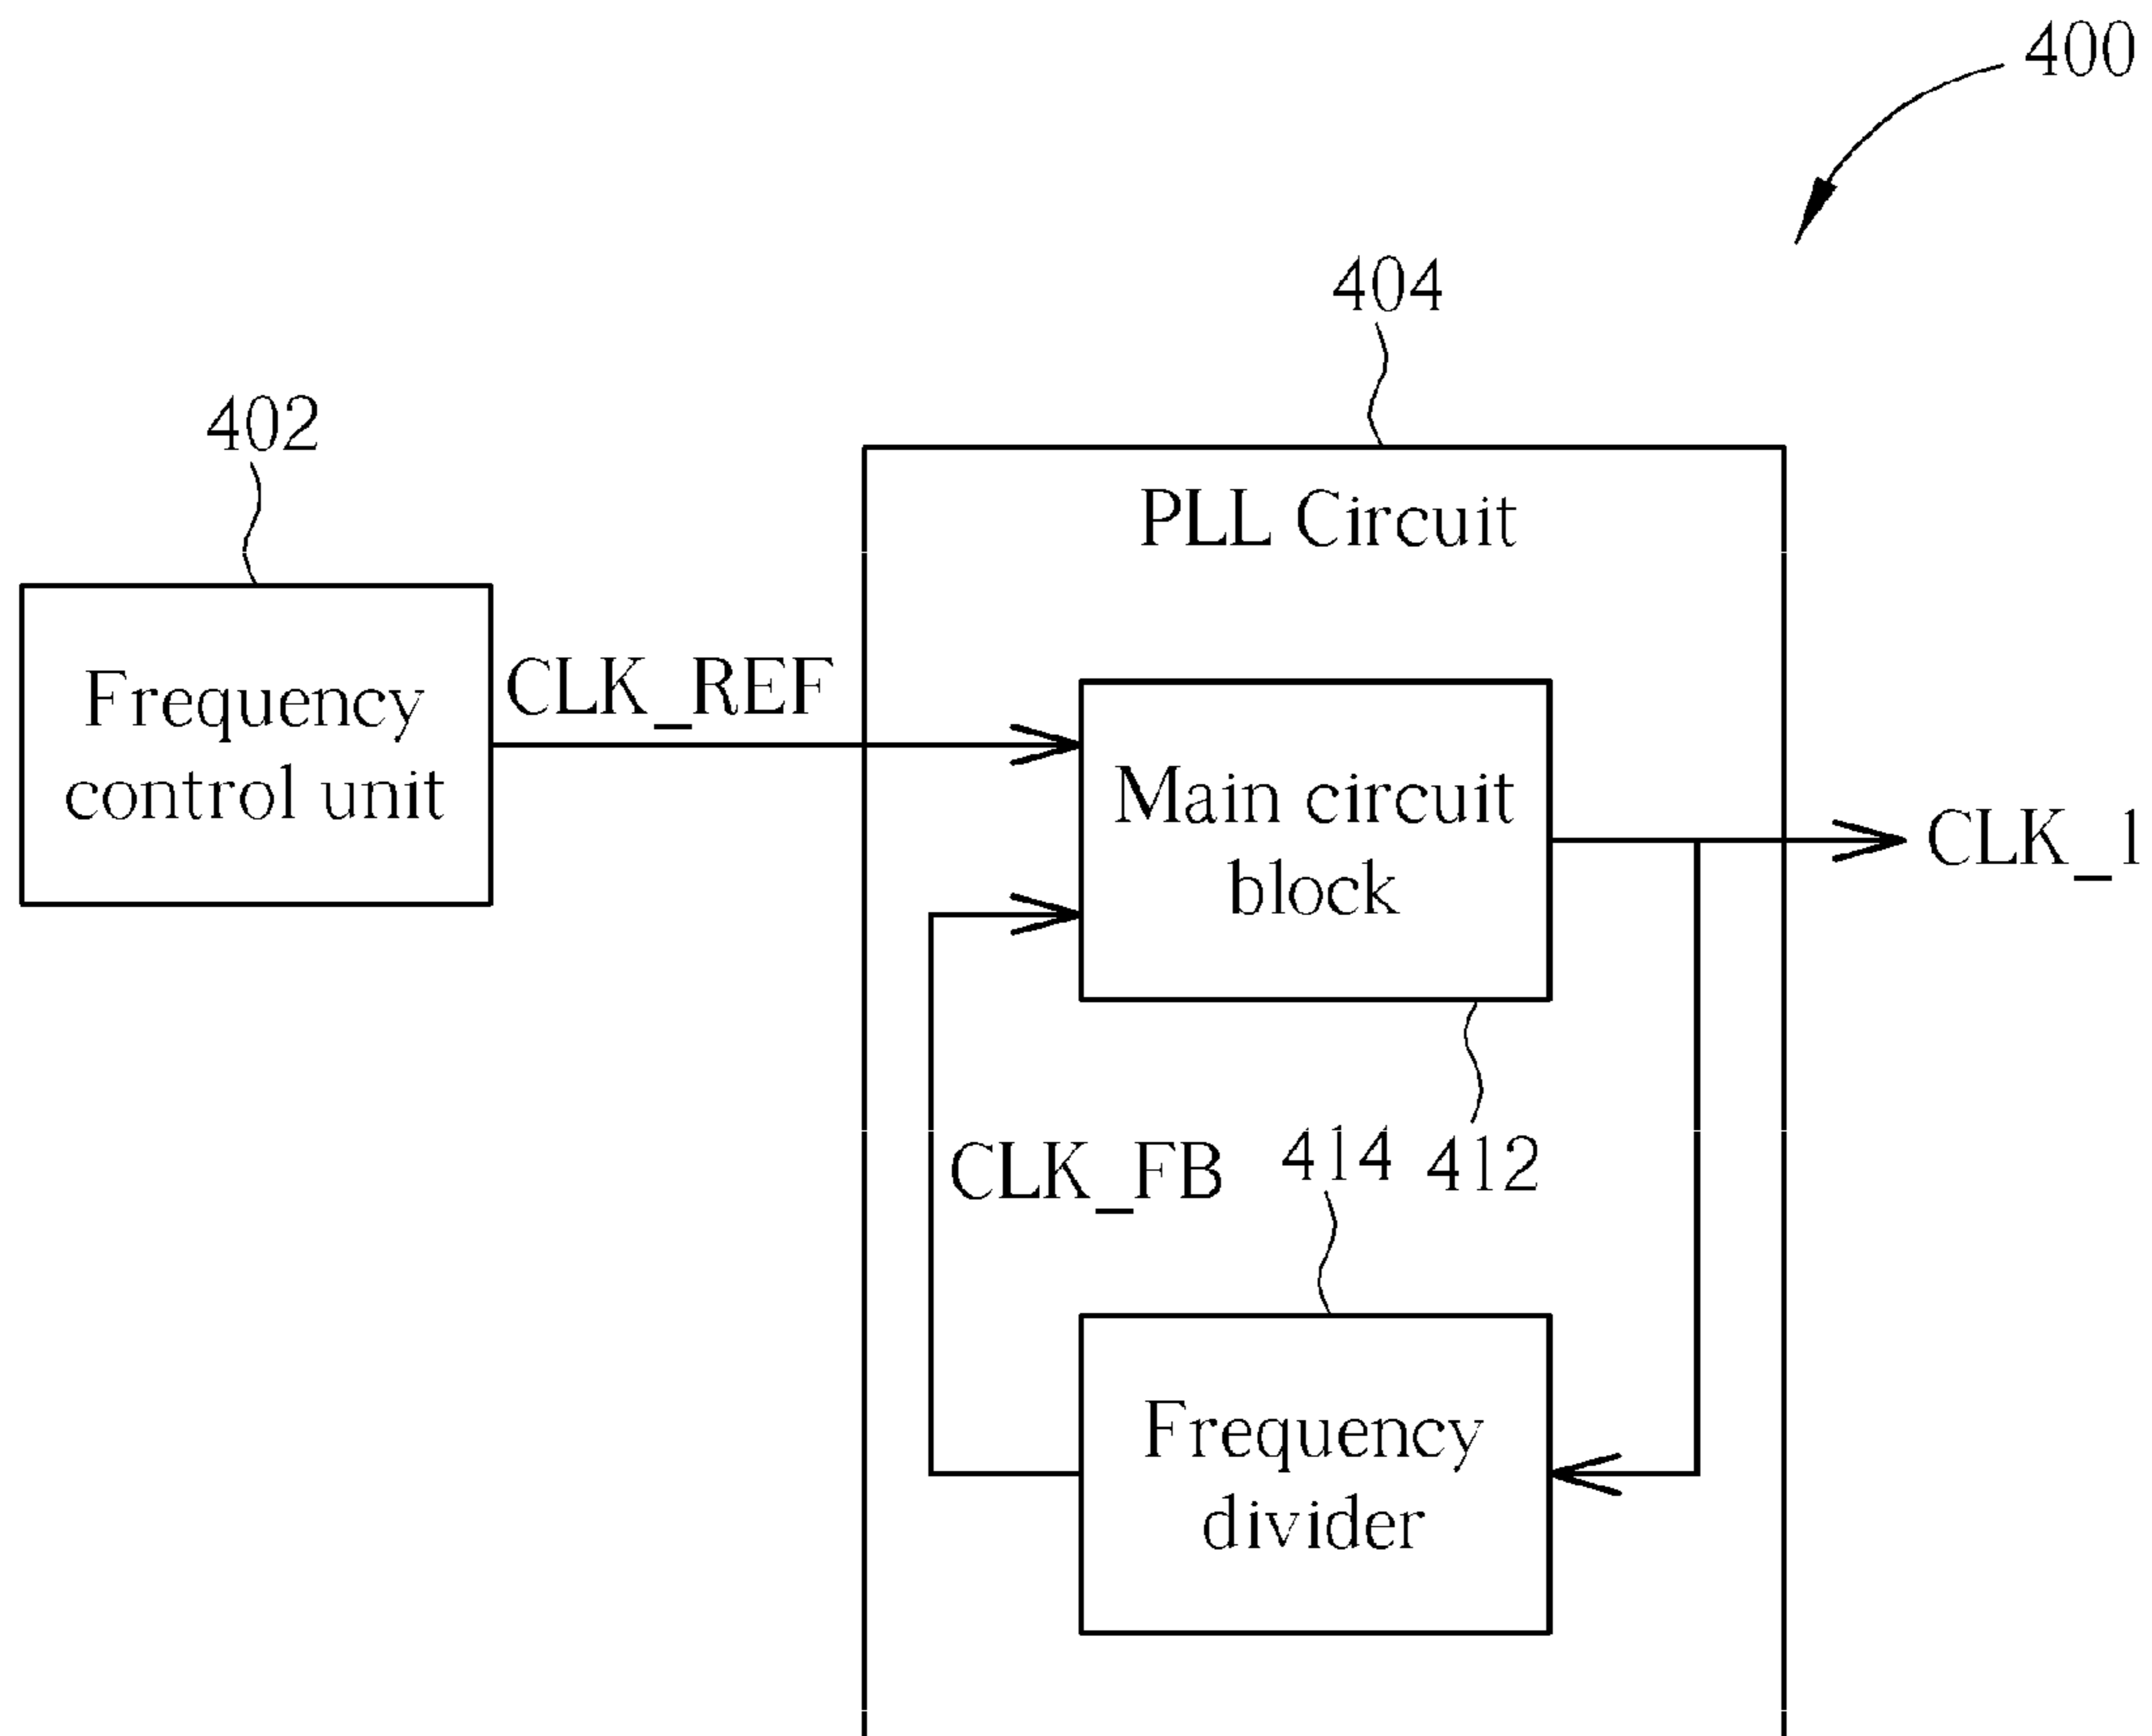 400
404
402
PLL Circuit
Frequency
control unit
CLK_REF
Main circuit
block
CLK_1
CLK_FB
414
412
Frequency
divider